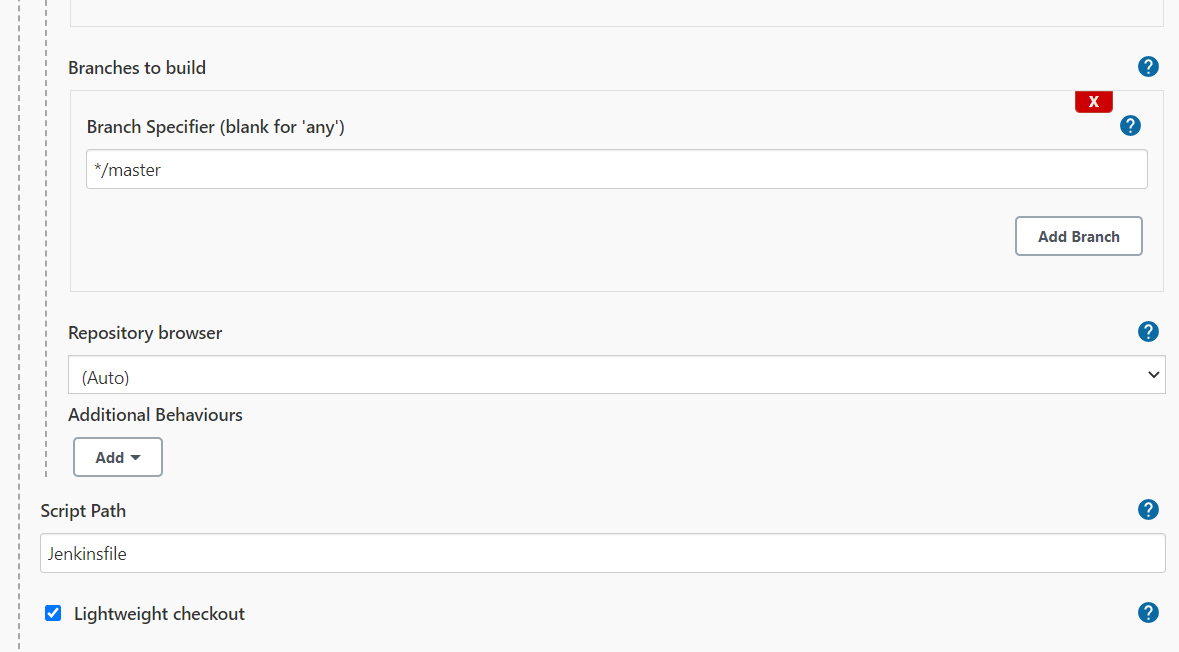 Branches to build
?
X
Branch Specifier (blank for 'any')
?
*/master
Add Branch
Repository browser
?
(Auto)
Additional Behaviours
Add
Script Path
?
Jenkinsfile
Lightweight checkout
?